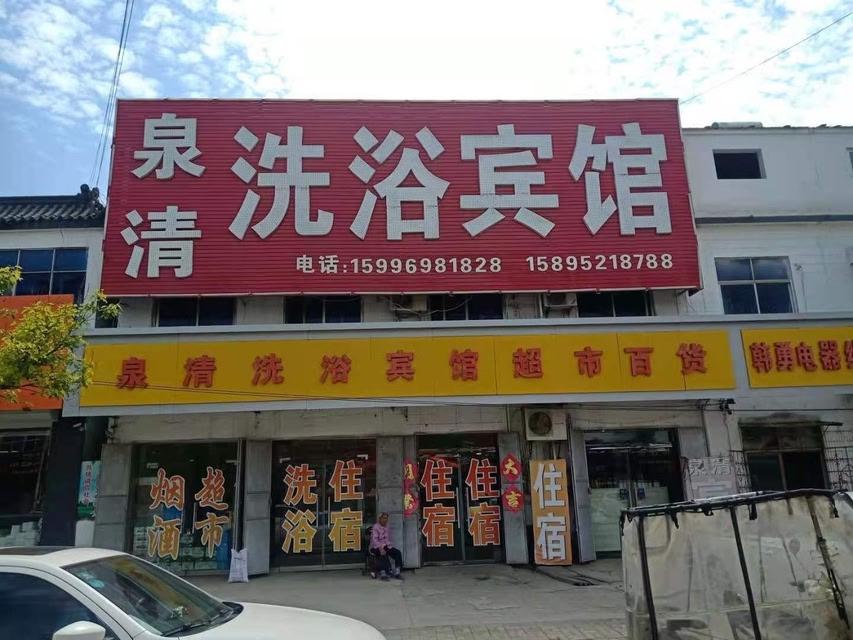 泉清
洗浴宾馆
电话:15996981828 15895218788
泉清洗浴宾馆超市百货
韩勇电器
烟酒
超市
洗浴
住宿
住宿
住宿
大吉
住宿
泉清